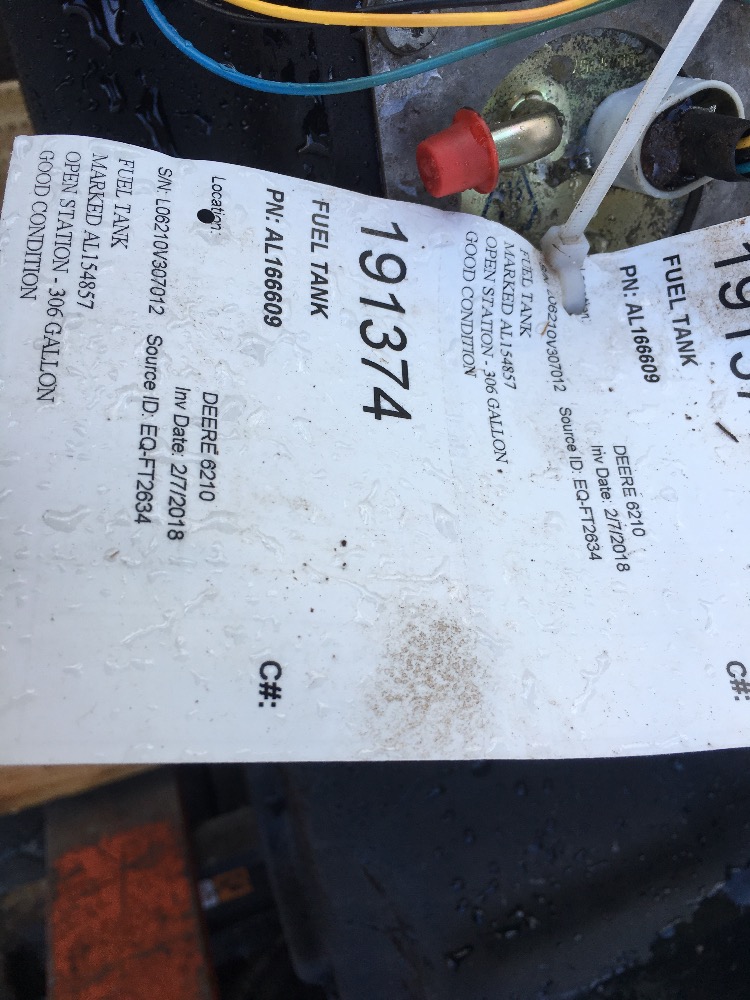 191374
FUEL TANK
PN: AL166609
C#:
Location:
DEERE 6210
Inv Date: 2/7/2018
S/N: L06210V307012 Source ID: EQ-FT2634
FUEL TANK
MARKED AL154857
OPEN STATION - 306 GALLON
GOOD CONDITION
FUEL TANK
PN: AL166609
C#:
DEERE 6210
Inv Date: 2/7/2018
L06210V307012 Source ID: EQ-FT2634
FUEL TANK
MARKED AL154857
OPEN STATION - 306 GALLON
GOOD CONDITION